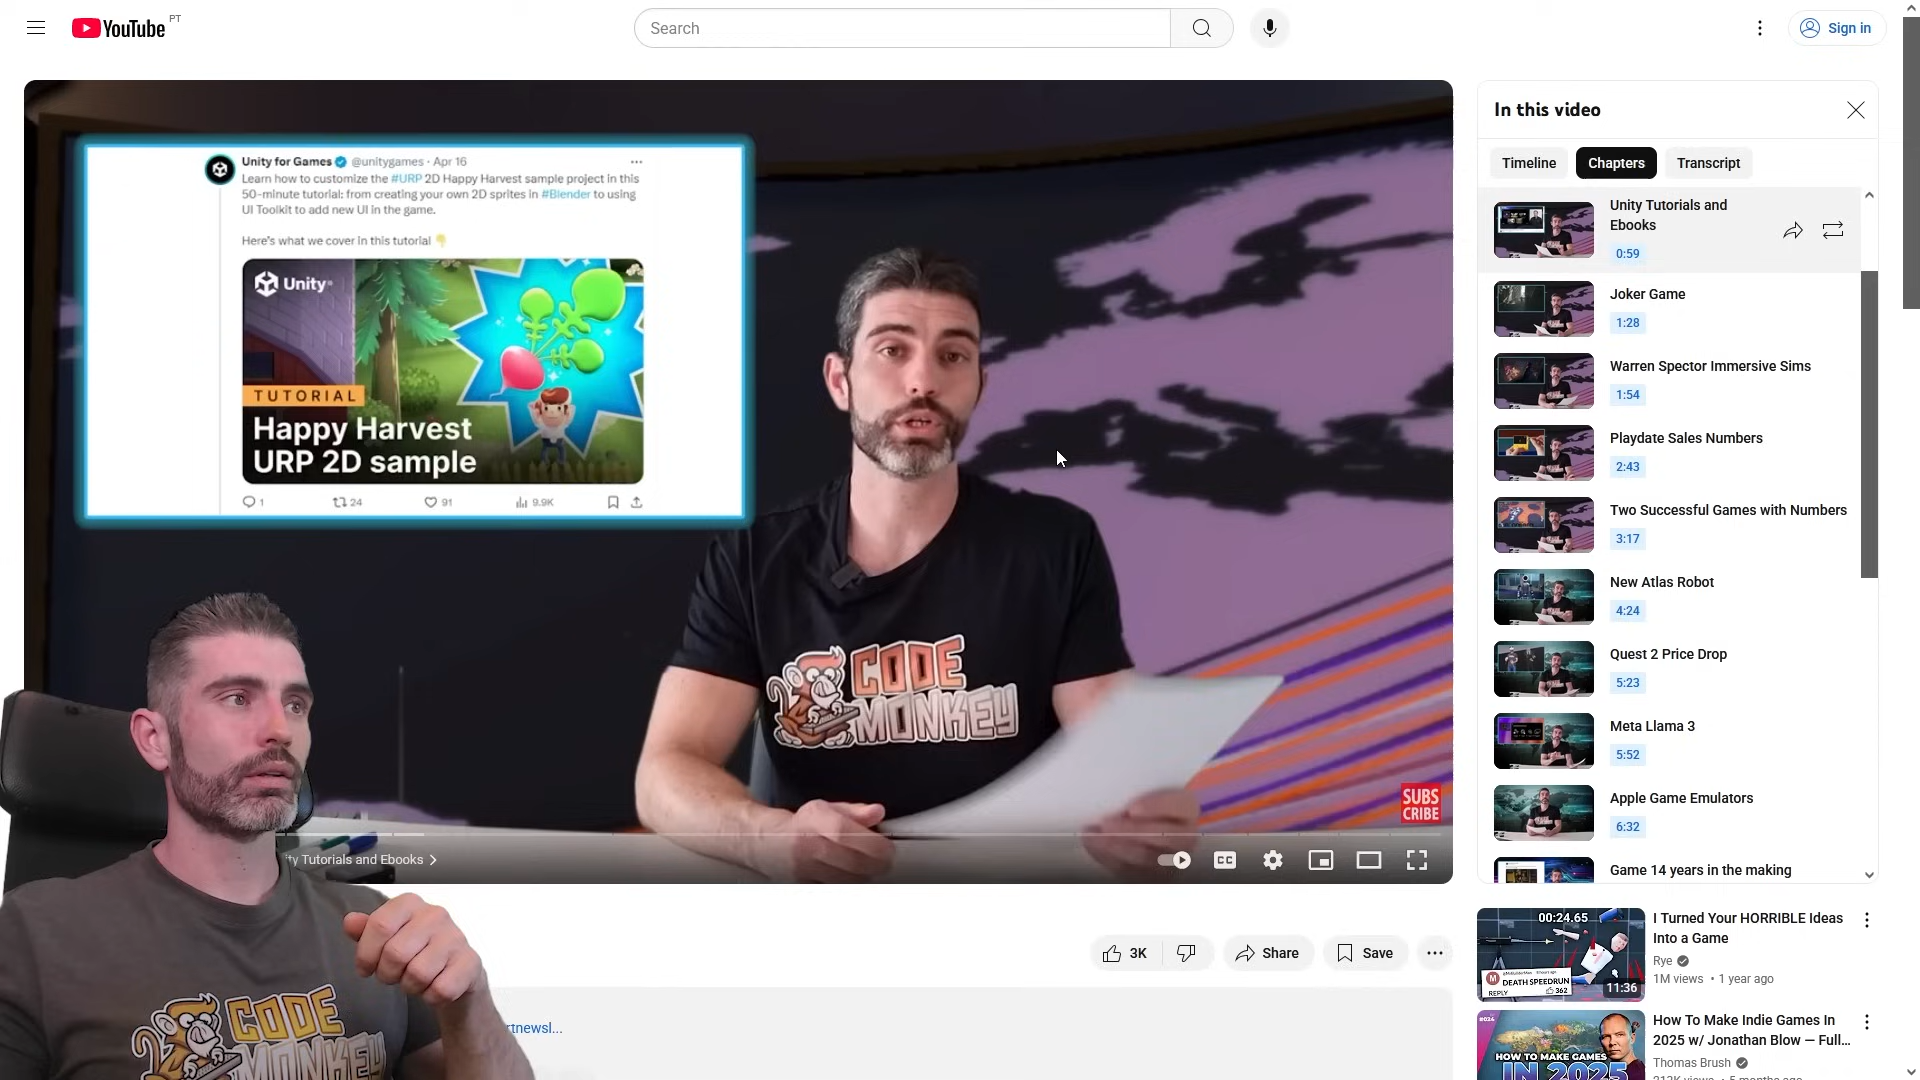 YouTube PT
Search
Sign in
Unity for Games @unitygames · Apr 16
Learn how to customize the #URP 2D Happy Harvest sample project in this
50-minute tutorial: from creating your own 2D sprites in #Blender to using
UI Toolkit to add new UI in the game.
Here's what we cover in this tutorial
Unity
TUTORIAL
Happy Harvest
URP 2D sample
1 24 91 9.9K
CODE
MONKEY
SUBS
CRIBE
Tutorials and Ebooks
CC
CODE
MONKEY
3K
Share
Save
rtnewsl...
In this video
Timeline
Chapters
Transcript
Unity Tutorials and
Ebooks
0:59
Joker Game
1:28
Warren Spector Immersive Sims
1:54
Playdate Sales Numbers
2:43
Two Successful Games with Numbers
3:17
New Atlas Robot
4:24
Quest 2 Price Drop
5:23
Meta Llama 3
5:52
Apple Game Emulators
6:32
Game 14 years in the making
00:24.65
DEATH SPEEDRUN
REPLY 362
11:36
I Turned Your HORRIBLE Ideas
Into a Game
Rye
1M views · 1 year ago
HOW TO MAKE GAMES
IN 2025
How To Make Indie Games In
2025 w/ Jonathan Blow — Full...
Thomas Brush